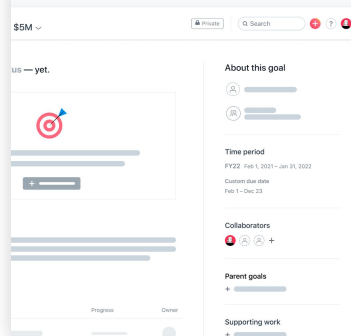 $5M
Private
Search
?
us — yet.
About this goal
Time period
FY22 Feb 1, 2021 – Jan 31, 2022
Custom due date
Feb 1 – Dec 23
Collaborators
Parent goals
Progress
Owner
Supporting work